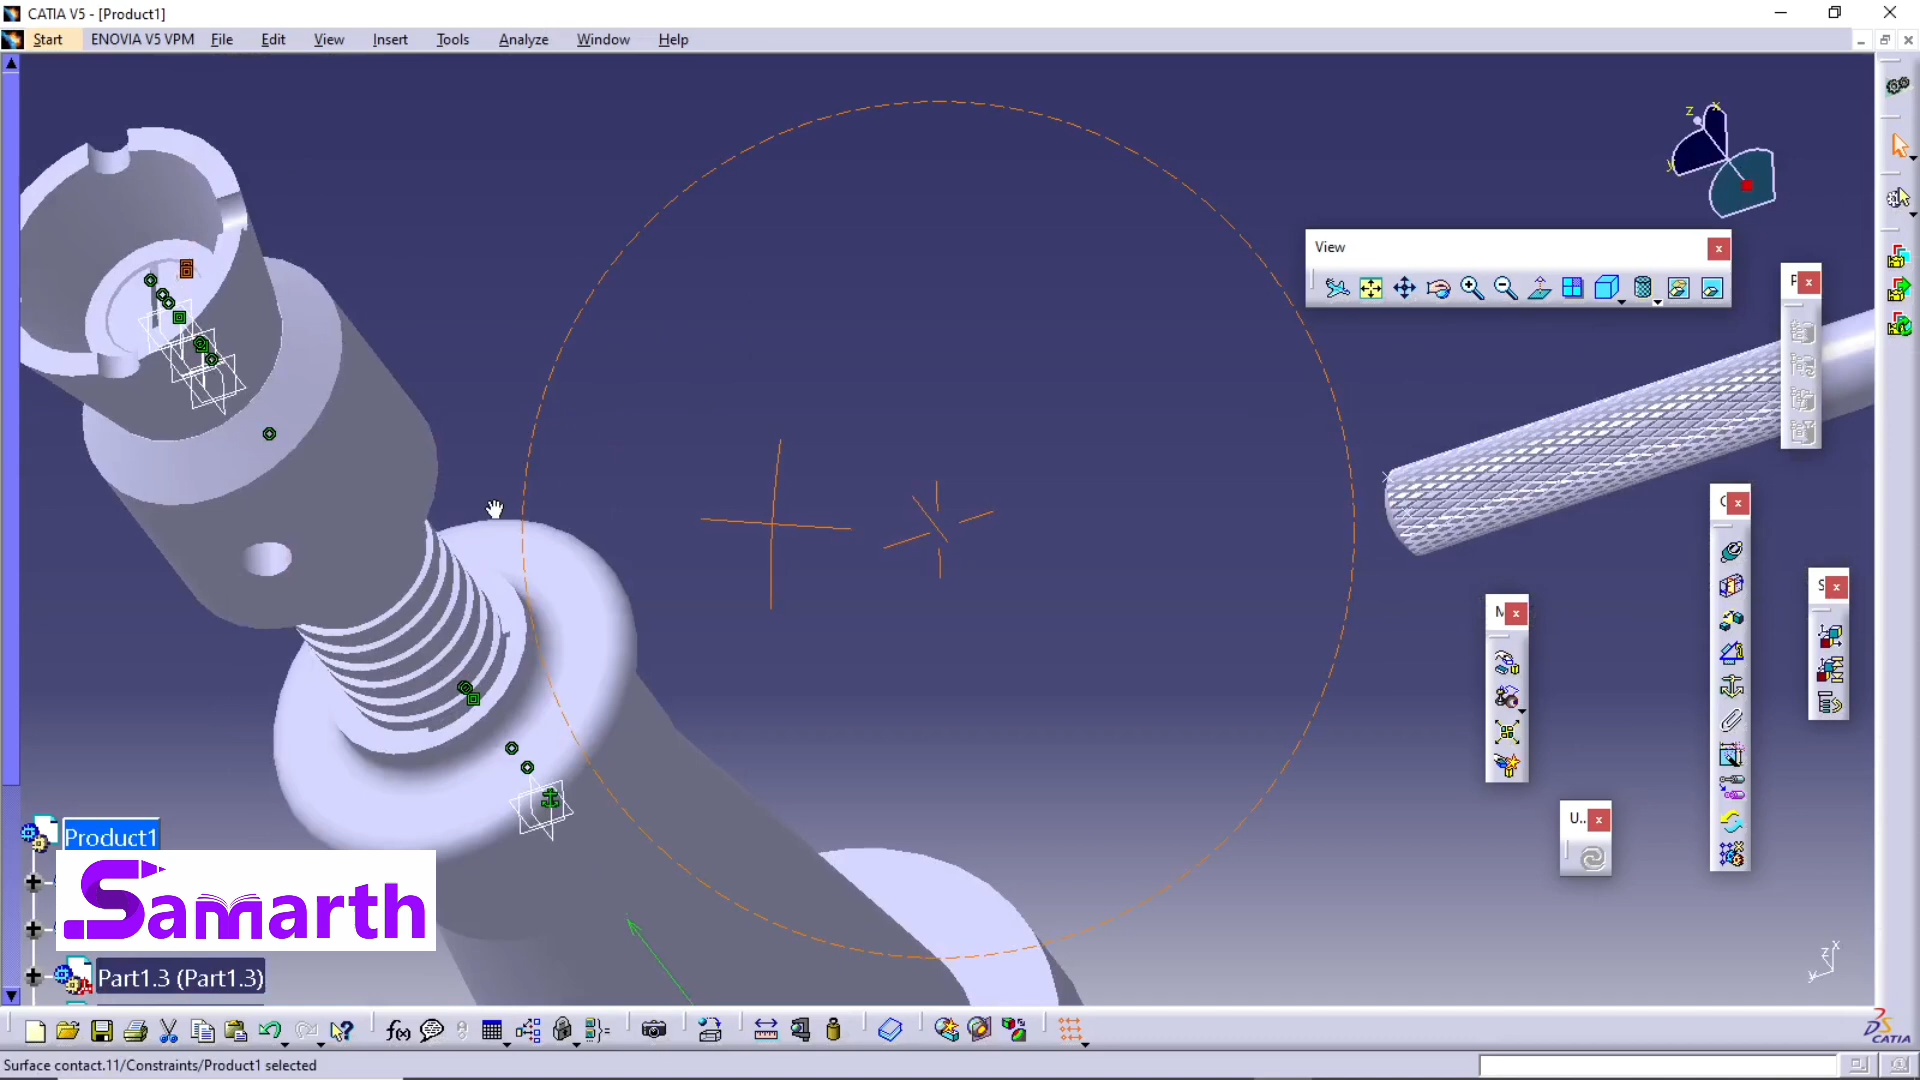 CATIA V5 - [Product1]
Start ENOVIA V5 VPM File Edit View Insert Tools Analyze Window Help
z x
y
View
P
C
S
M
U..
Product1
Samarth
Part1.3 (Part1.3)
x
z
y
f(x)
DS
CATIA
Surface contact.11/Constraints/Product1 selected